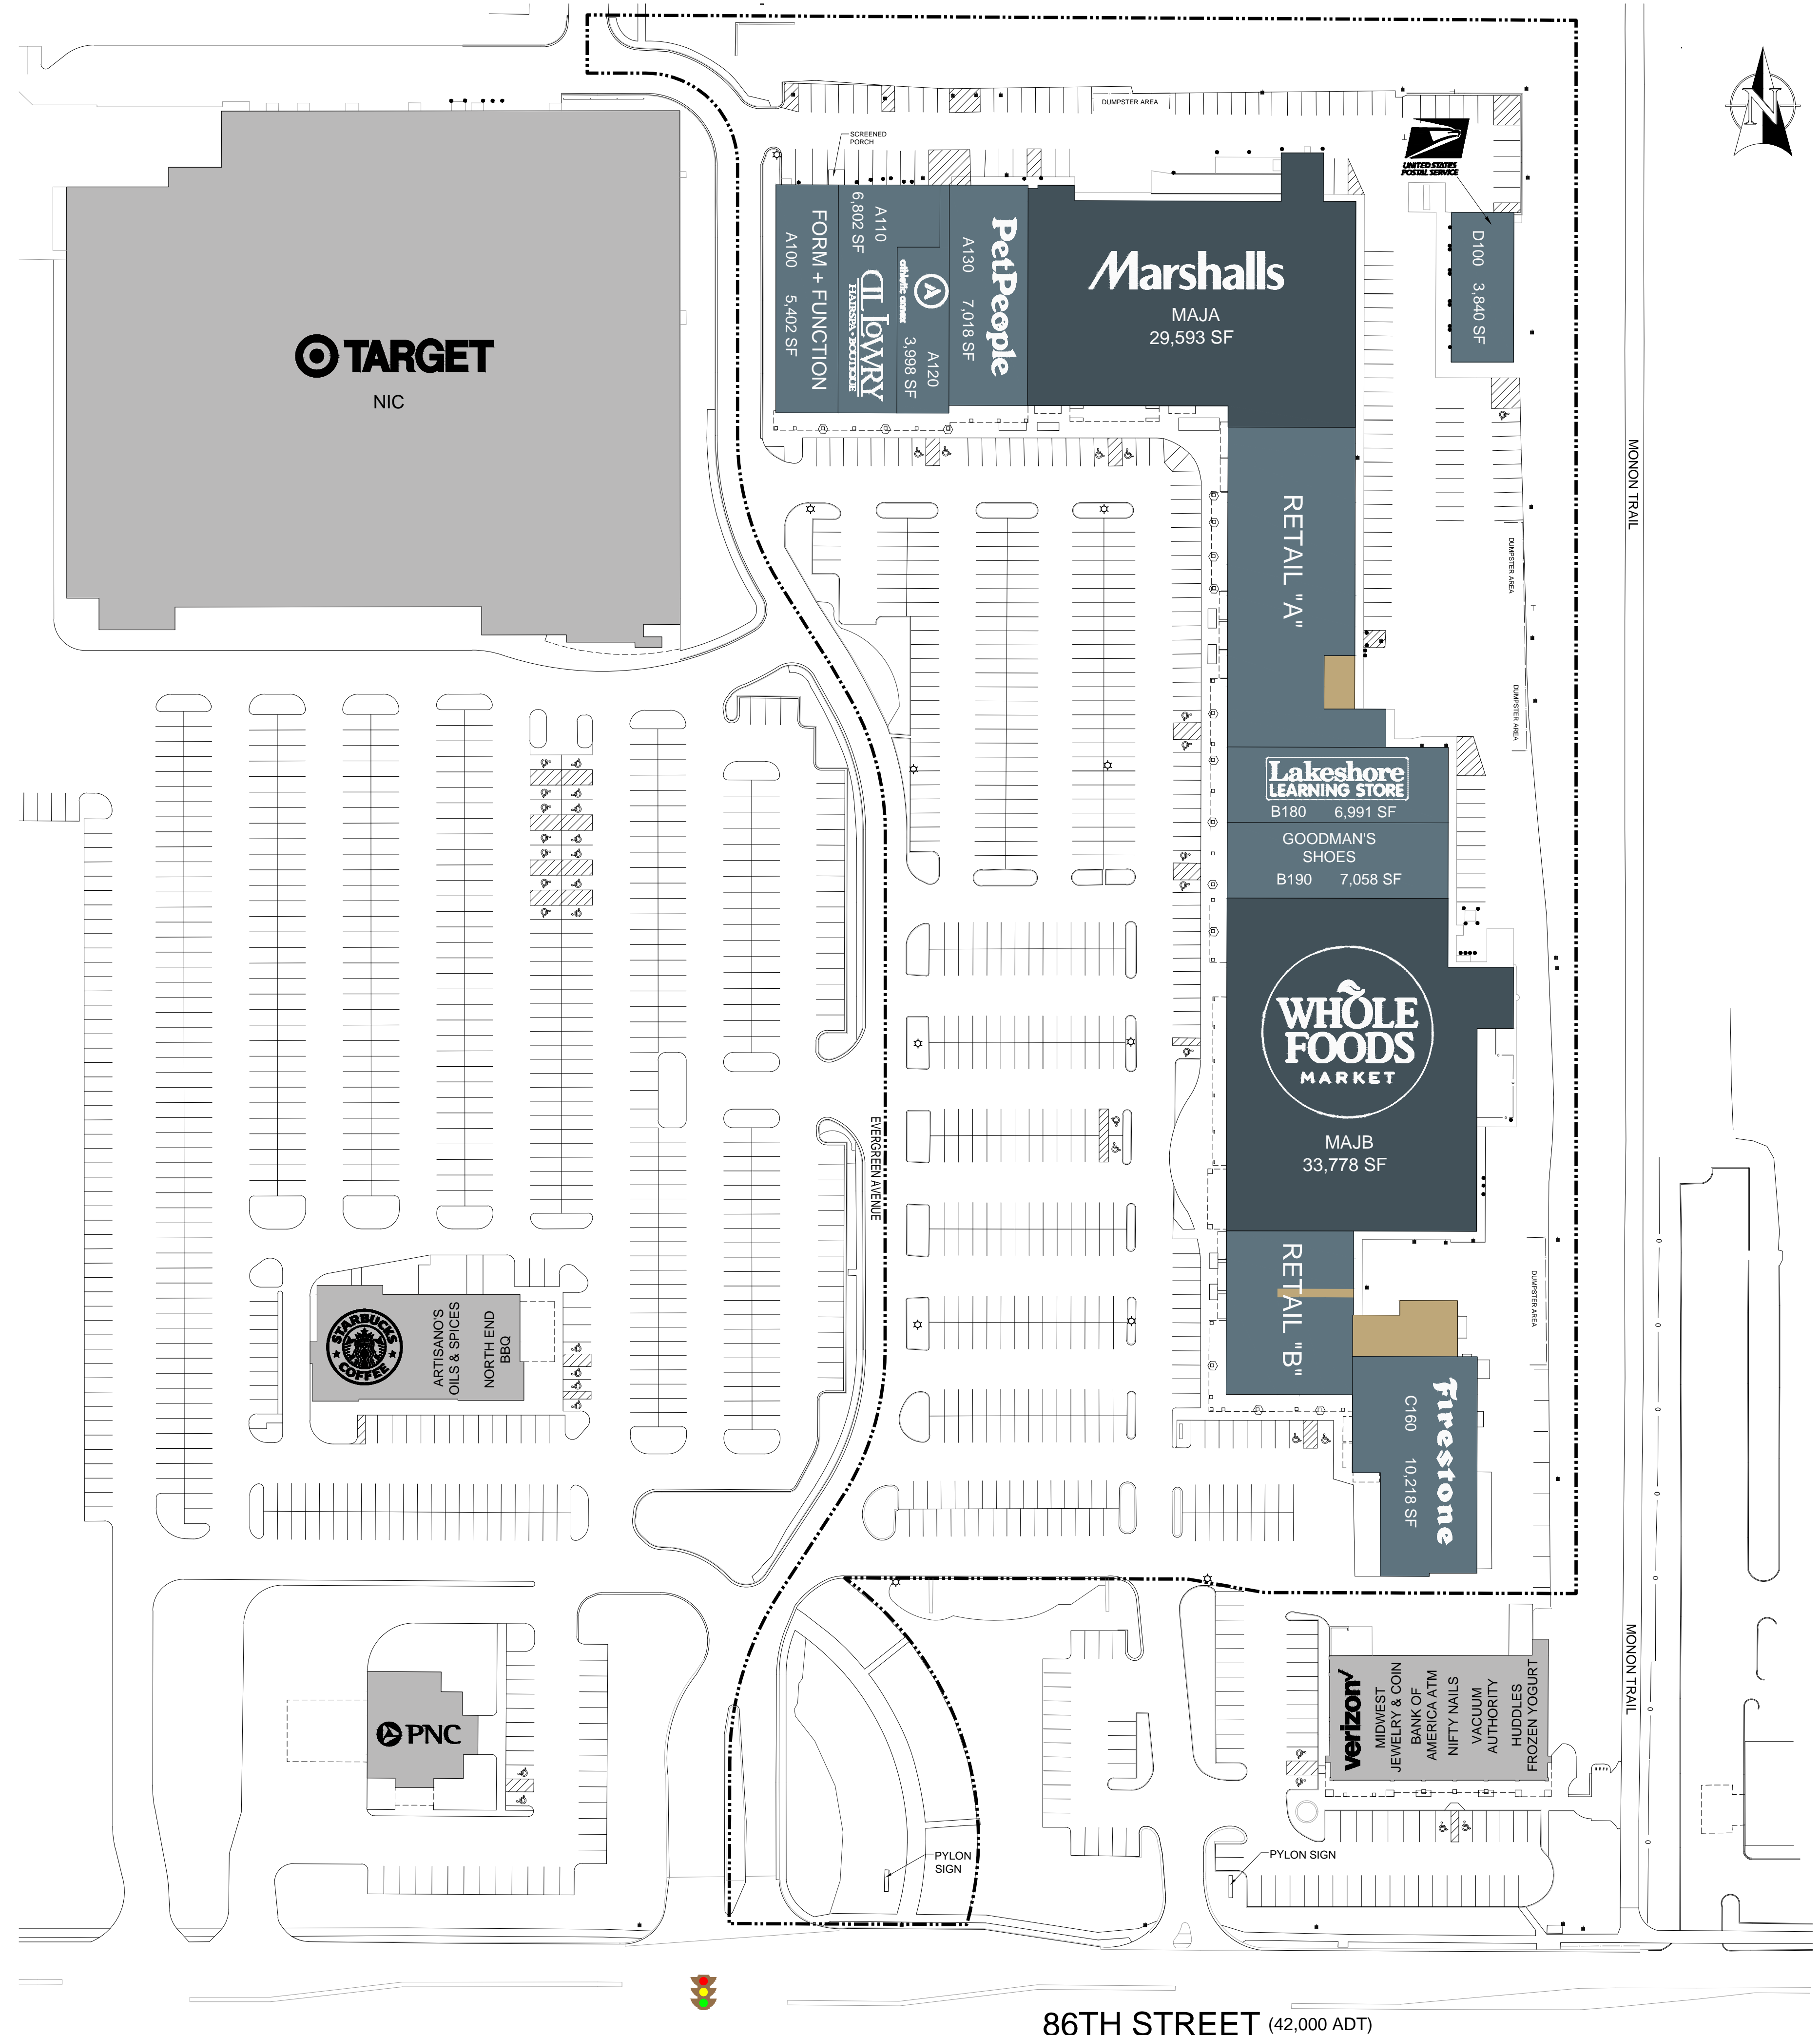 DUMPSTER AREA
SCREENED
PORCH
N
UNITED STATES
POSTAL SERVICE
D100 3,840 SF
FORM + FUNCTION
A100 5,402 SF
A110
6,802 SF
DL LOWRY
HAIRSPA • BOUTIQUE
athletic annex
A120
3,998 SF
PetPeople
A130 7,018 SF
Marshalls
MAJA
29,593 SF
TARGET
NIC
MONON TRAIL
RETAIL "A"
DUMPSTER AREA
DUMPSTER AREA
Lakeshore
LEARNING STORE
B180 6,991 SF
GOODMAN'S
SHOES
B190 7,058 SF
WHOLE
FOODS
MARKET
MAJB
33,778 SF
EVERGREEN AVENUE
RETAIL "B"
DUMPSTER AREA
STARBUCKS
COFFEE
ARTISANO'S
OILS & SPICES
NORTH END
BBQ
Firestone
C160 10,218 SF
PNC
verizon
MIDWEST
JEWELRY & COIN
BANK OF
AMERICA ATM
NIFTY NAILS
VACUUM
AUTHORITY
HUDDLES
FROZEN YOGURT
MONON TRAIL
PYLON
SIGN
PYLON SIGN
86TH STREET (42,000 ADT)